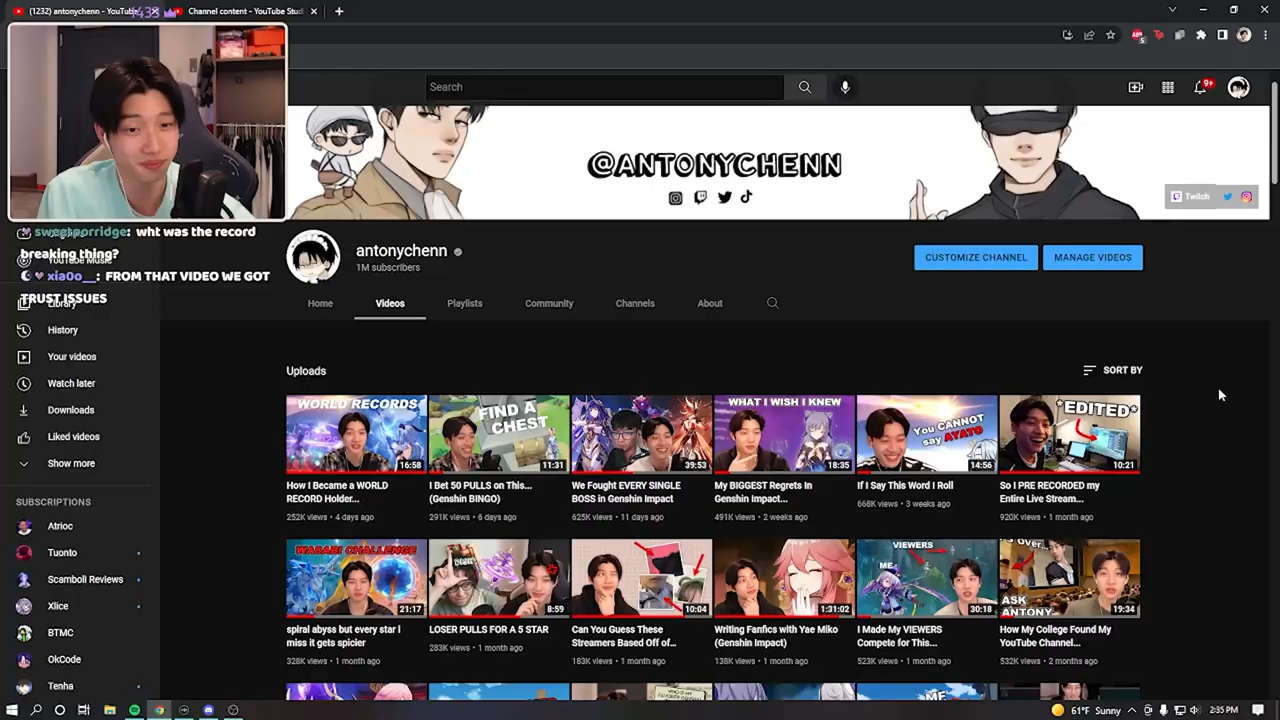 (1232) antonychenn - YouTube
1433
Channel content - YouTube Stud
Search
9+
@ANTONYCHENN
Twitch
sweetporridge: wht was the record
breaking thing?
xia0o__: FROM THAT VIDEO WE GOT
TRUST ISSUES
antonychenn
1M subscribers
CUSTOMIZE CHANNEL
MANAGE VIDEOS
Home
Videos
Playlists
Community
Channels
About
YouTube Music
Library
History
Your videos
Watch later
Downloads
Liked videos
Show more
SUBSCRIPTIONS
Atrioc
Tuonto
Scamboli Reviews
Xlice
BTMC
OkCode
Tenha
Uploads
SORT BY
WORLD RECORDS
16:58
How I Became a WORLD
RECORD Holder...
252K views • 4 days ago
FIND A
CHEST
11:31
I Bet 50 PULLS on This...
(Genshin BINGO)
291K views • 6 days ago
39:53
We Fought EVERY SINGLE
BOSS in Genshin Impact
625K views • 11 days ago
WHAT I WISH I KNEW
18:35
My BIGGEST Regrets In
Genshin Impact...
491K views • 2 weeks ago
You CANNOT
say AYATO
14:56
If I Say This Word I Roll
668K views • 3 weeks ago
*EDITED*
10:21
So I PRE RECORDED my
Entire Live Stream...
920K views • 1 month ago
WASABI CHALLENGE
21:17
spiral abyss but every star i
miss it gets spicier
328K views • 1 month ago
8:59
LOSER PULLS FOR A 5 STAR
283K views • 1 month ago
10:04
Can You Guess These
Streamers Based Off of...
183K views • 1 month ago
1:31:02
Writing Fanfics with Yae Miko
(Genshin Impact)
138K views • 1 month ago
VIEWERS
ME
30:18
I Made My VIEWERS
Compete for This...
523K views • 1 month ago
Over...
ASK
ANTONY
19:34
How My College Found My
YouTube Channel...
532K views • 2 months ago
ME
61°F Sunny
2:35 PM